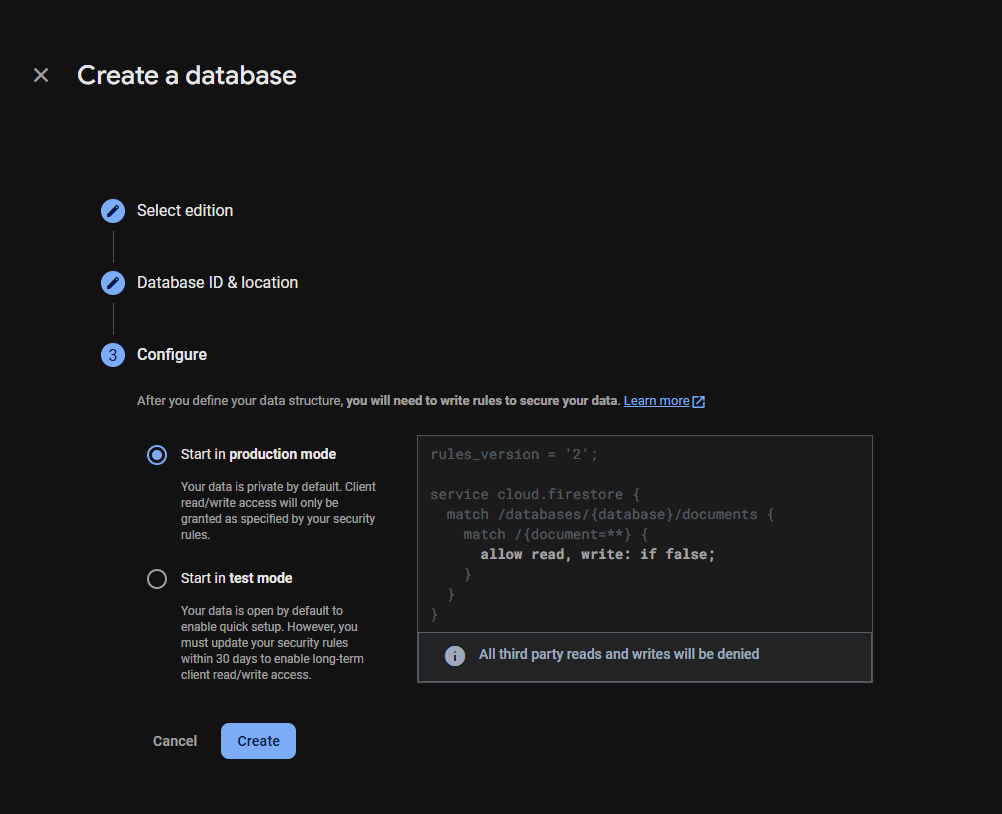 Create a database
Select edition
Database ID & location
3 Configure
After you define your data structure, you will need to write rules to secure your data. Learn more
Start in production mode
Your data is private by default. Client
read/write access will only be
granted as specified by your security
rules.
Start in test mode
Your data is open by default to
enable quick setup. However, you
must update your security rules
within 30 days to enable long-term
client read/write access.
rules_version = '2';
service cloud.firestore {
  match /databases/{database}/documents {
    match /{document=**} {
      allow read, write: if false;
    }
  }
}
All third party reads and writes will be denied
Cancel Create